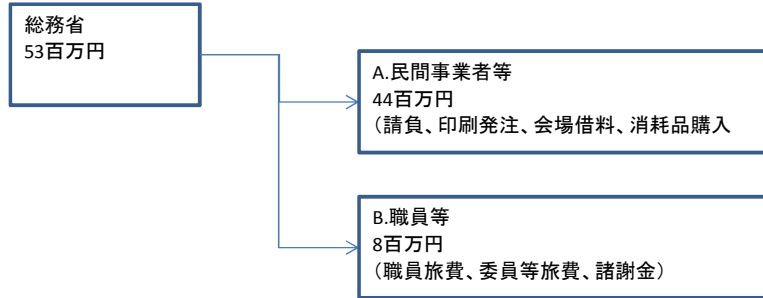 総務省
53百万円
A.民間事業者等
44百万円
(請負、印刷発注、会場借料、消耗品購入
B.職員等
8百万円
(職員旅費、委員等旅費、諸謝金)